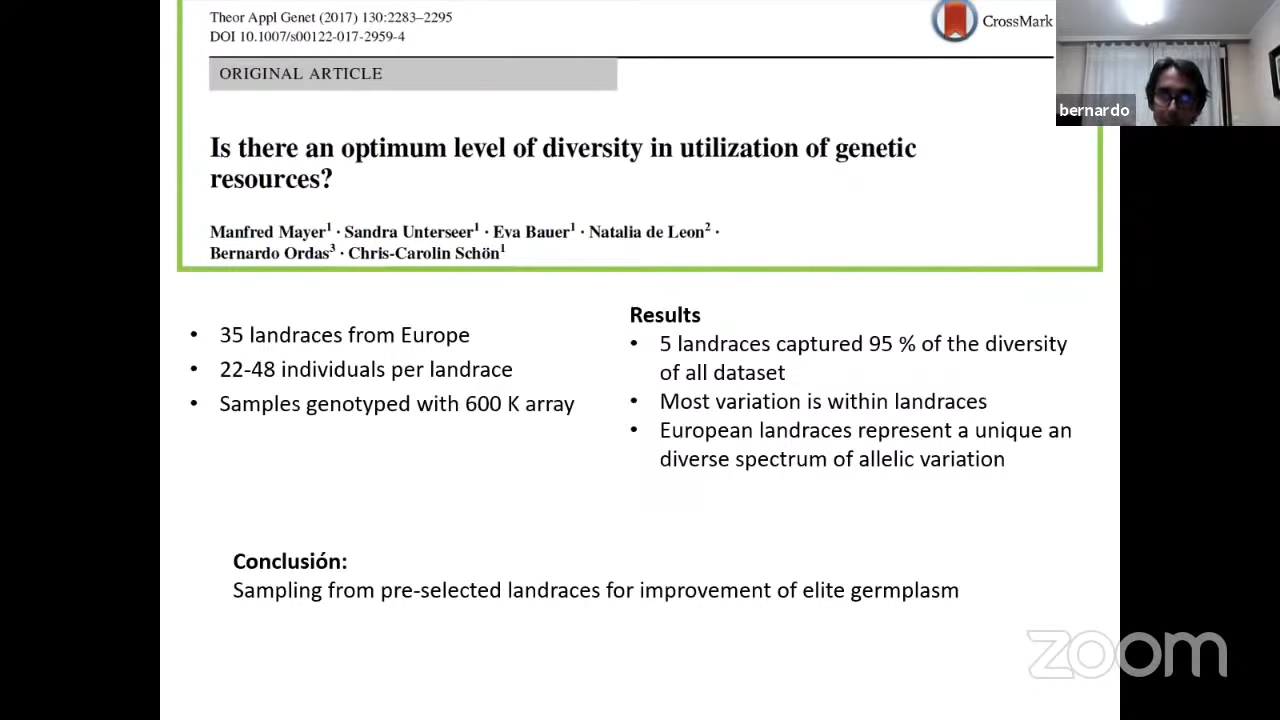 Theor Appl Genet (2017) 130:2283–2295
DOI 10.1007/s00122-017-2959-4
CrossMark
bernardo
ORIGINAL ARTICLE
Is there an optimum level of diversity in utilization of genetic
resources?
Manfred Mayer1 · Sandra Unterseer1 · Eva Bauer1 · Natalia de Leon2 ·
Bernardo Ordas3 · Chris-Carolin Schön1
• 35 landraces from Europe
• 22-48 individuals per landrace
• Samples genotyped with 600 K array
Results
• 5 landraces captured 95 % of the diversity
of all dataset
• Most variation is within landraces
• European landraces represent a unique an
diverse spectrum of allelic variation
Conclusión:
Sampling from pre-selected landraces for improvement of elite germplasm
zoom